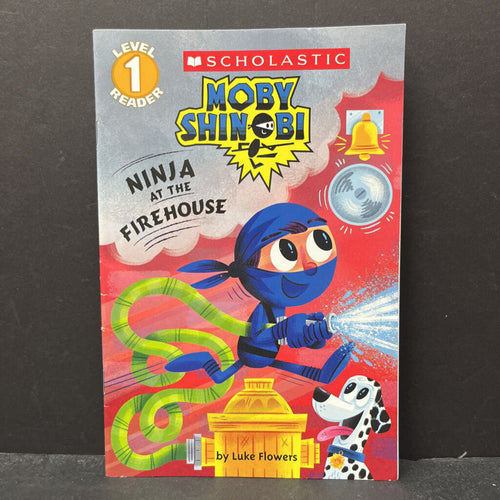 LEVEL
1
READER
SCHOLASTIC
MOBY
SHINOBI
NINJA
AT THE
FIREHOUSE
by Luke Flowers